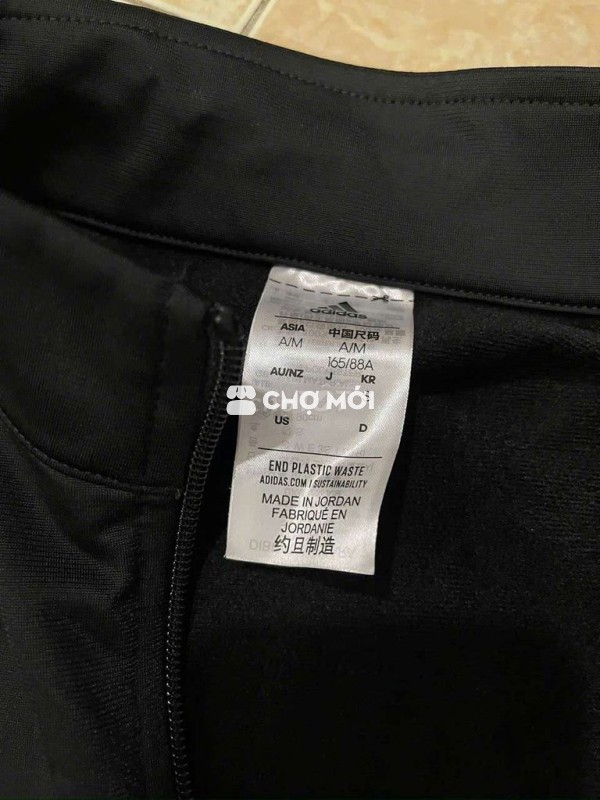 adidas
ASIA 中国尺码
A/M A/M
165/88A
AU/NZ J KR
CHỢ MỚI
US D
END PLASTIC WASTE
ADIDAS.COM / SUSTAINABILITY
MADE IN JORDAN
FABRIQUÉ EN
JORDANIE
约旦制造